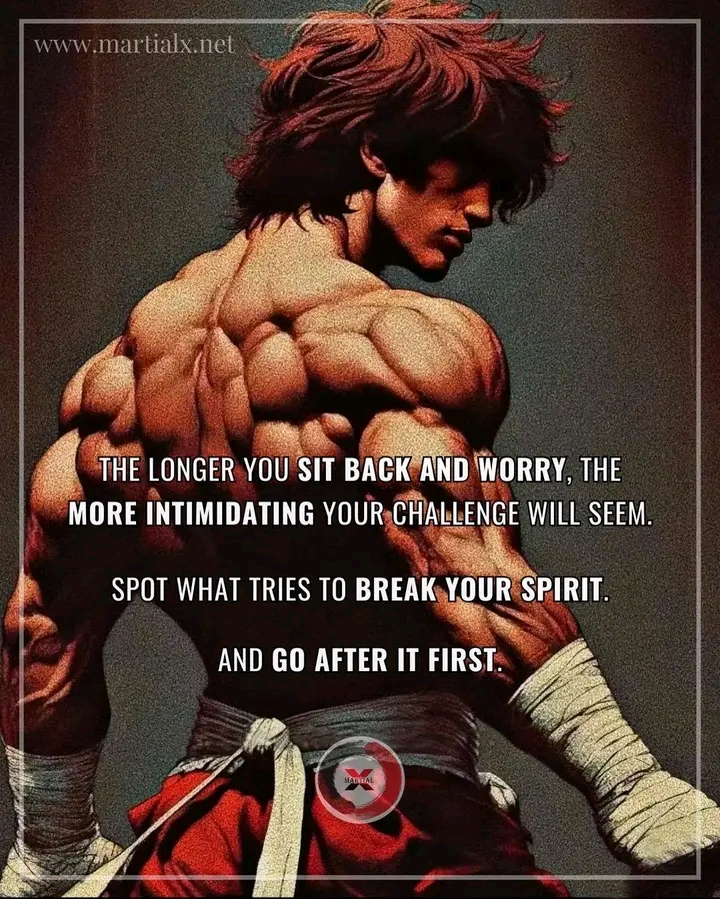 www.martialx.net
THE LONGER YOU SIT BACK AND WORRY, THE
MORE INTIMIDATING YOUR CHALLENGE WILL SEEM.
SPOT WHAT TRIES TO BREAK YOUR SPIRIT.
AND GO AFTER IT FIRST.
MARTIAL
X